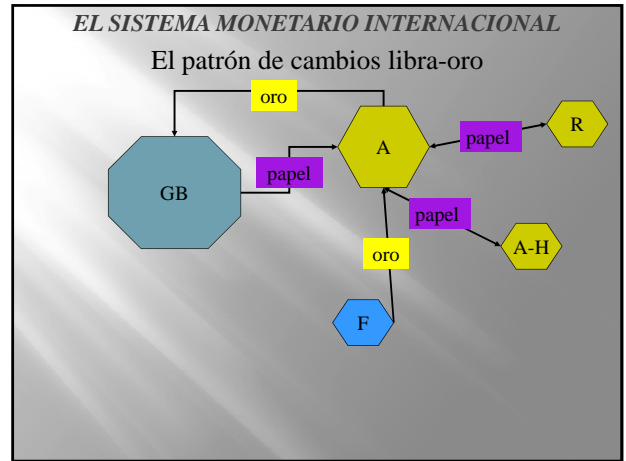 EL SISTEMA MONETARIO INTERNACIONAL
El patrón de cambios libra-oro
oro
A
R
papel
GB
papel
papel
A-H
oro
F